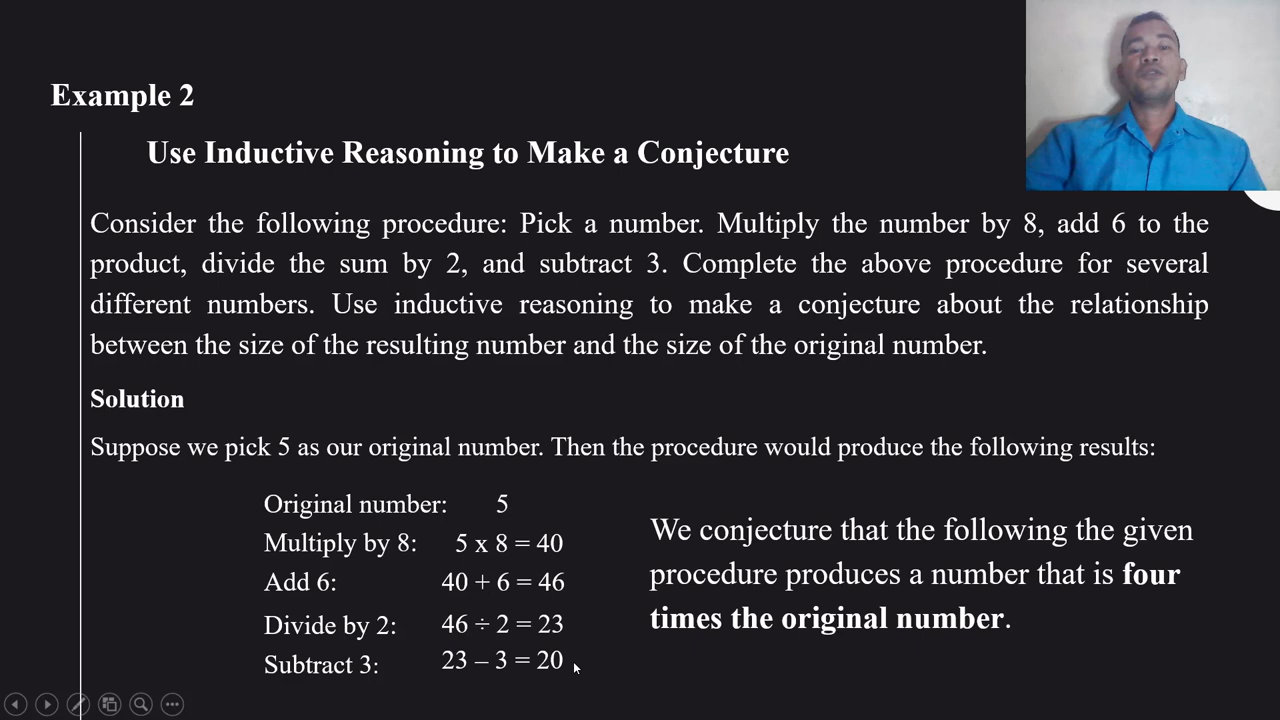 Example 2
Use Inductive Reasoning to Make a Conjecture
Consider the following procedure: Pick a number. Multiply the number by 8, add 6 to the
product, divide the sum by 2, and subtract 3. Complete the above procedure for several
different numbers. Use inductive reasoning to make a conjecture about the relationship
between the size of the resulting number and the size of the original number.
Solution
Suppose we pick 5 as our original number. Then the procedure would produce the following results:
Original number: 5
Multiply by 8: 5 x 8 = 40
Add 6: 40 + 6 = 46
Divide by 2: 46 ÷ 2 = 23
Subtract 3: 23 – 3 = 20
We conjecture that the following the given
procedure produces a number that is four
times the original number.